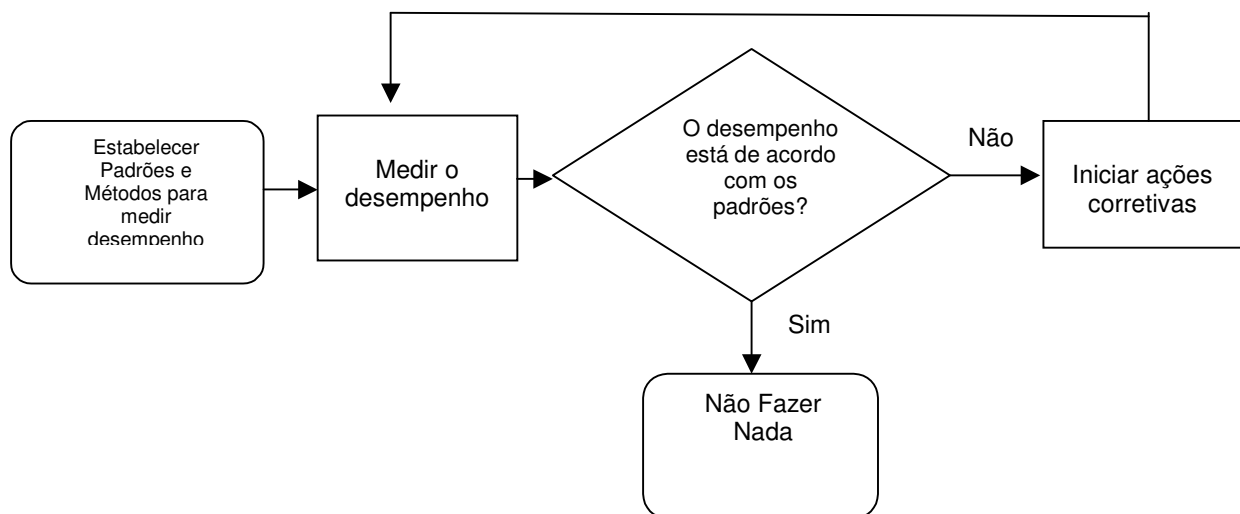 Estabelecer
Padrões e
Métodos para
medir
desempenho
Medir o
desempenho
O desempenho
está de acordo
com os
padrões?
Não
Iniciar ações
corretivas
Sim
Não Fazer
Nada